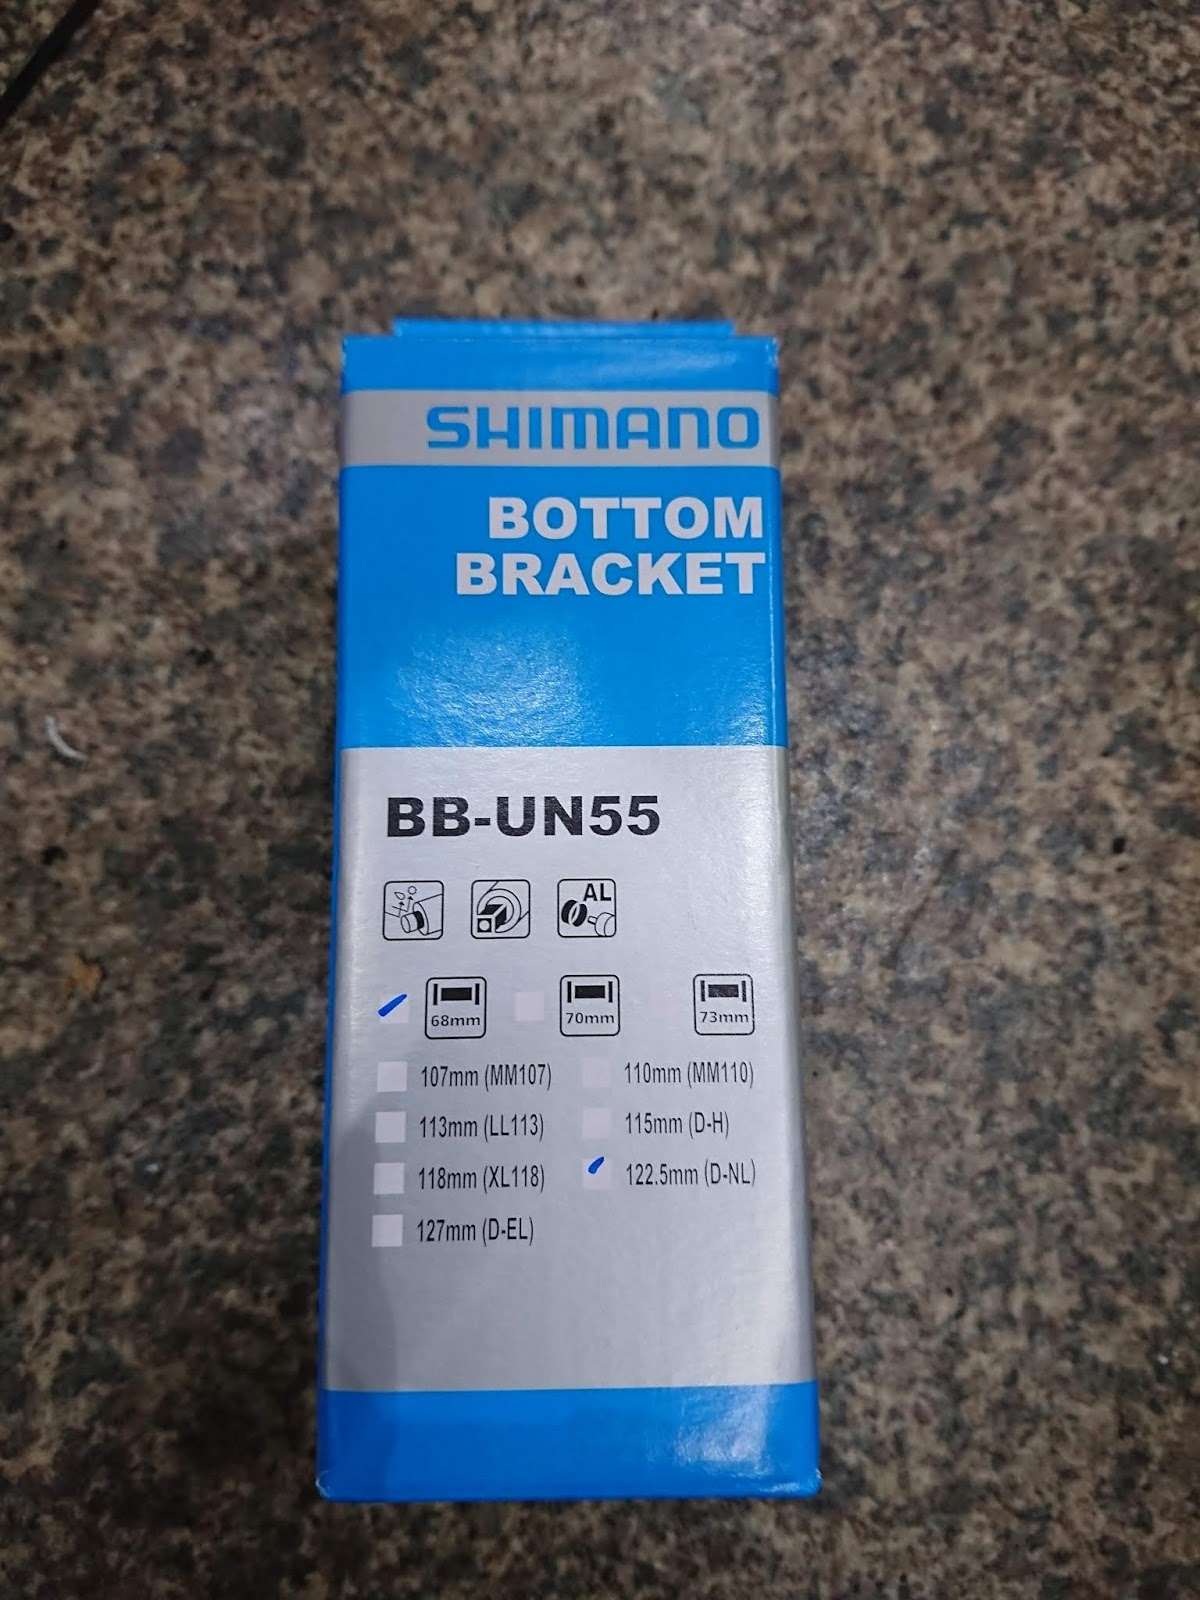 SHIMANO
BOTTOM
BRACKET
BB-UN55
AL
68mm 70mm 73mm
107mm (MM107) 110mm (MM110)
113mm (LL113) 115mm (D-H)
118mm (XL118) 122.5mm (D-NL)
127mm (D-EL)